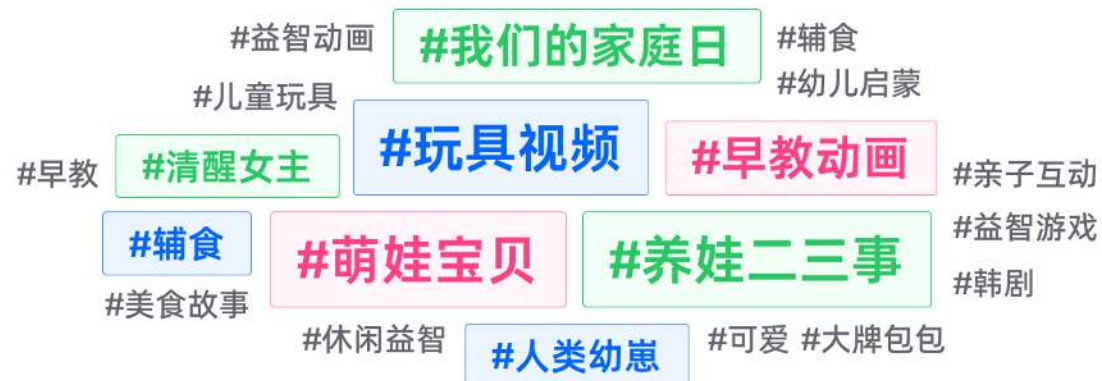 #益智动画 #我们的家庭日 #辅食
#儿童玩具 #幼儿启蒙
#早教 #清醒女主 #玩具视频 #早教动画 #亲子互动
#辅食 #萌娃宝贝 #养娃二三事 #益智游戏
#美食故事 #韩剧
#休闲益智 #人类幼崽 #可爱 #大牌包包